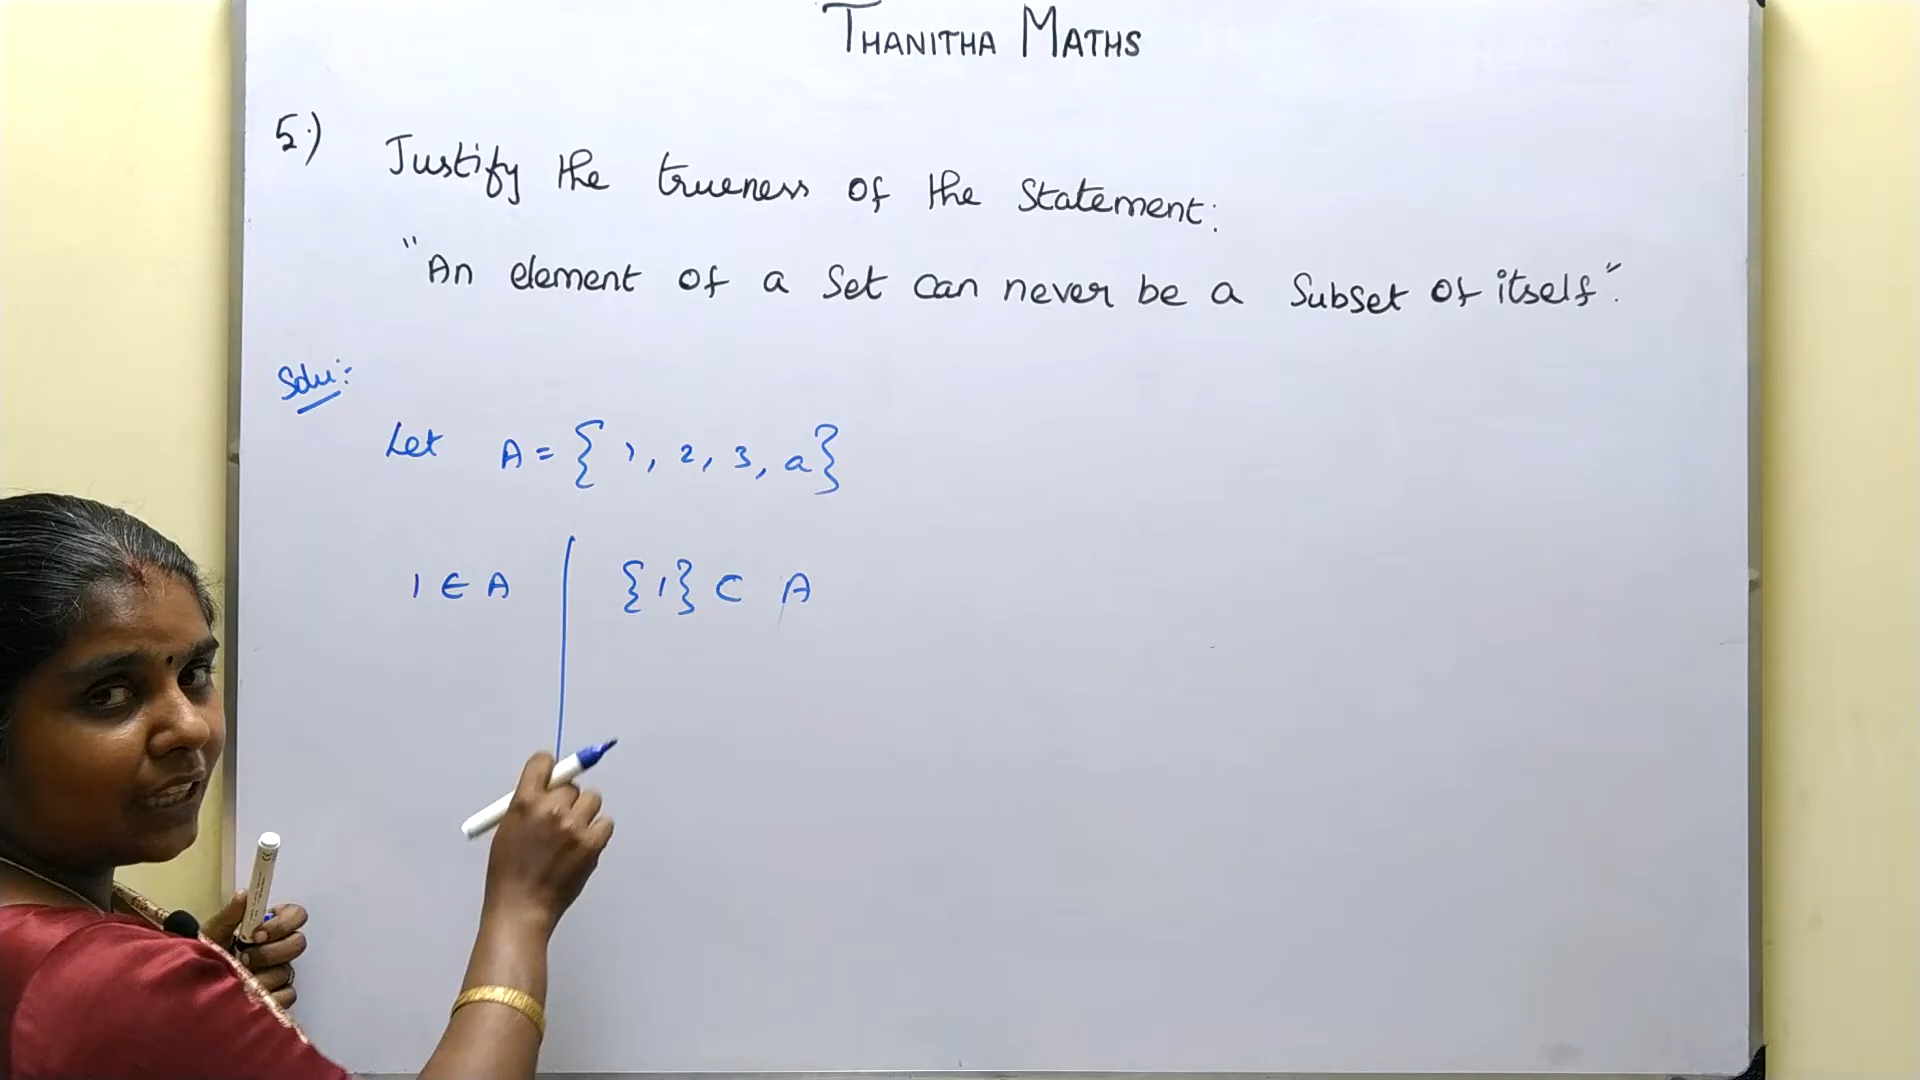 THANITHA MATHS
5.) Justify the trueness of the Statement:
"An element of a Set can never be a Subset of itself".
Solu:
Let A = { 1, 2, 3, a}
1 ∈ A | {1} ⊂ A